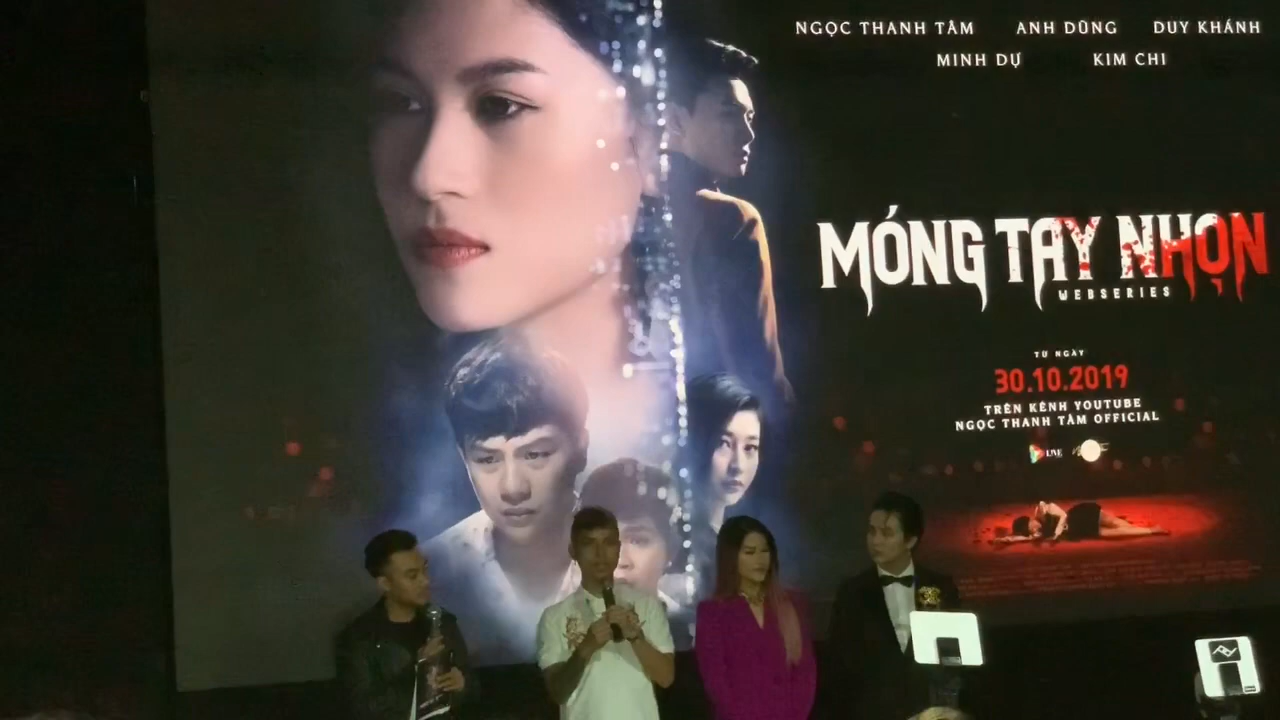 NGỌC THANH TÂM ANH DŨNG DUY KHÁNH
MINH DỰ KIM CHI
MÓNG TAY NHỌN
WEBSERIES
TỪ NGÀY
30.10.2019
TRÊN KÊNH YOUTUBE
NGỌC THANH TÂM OFFICIAL
LIVE